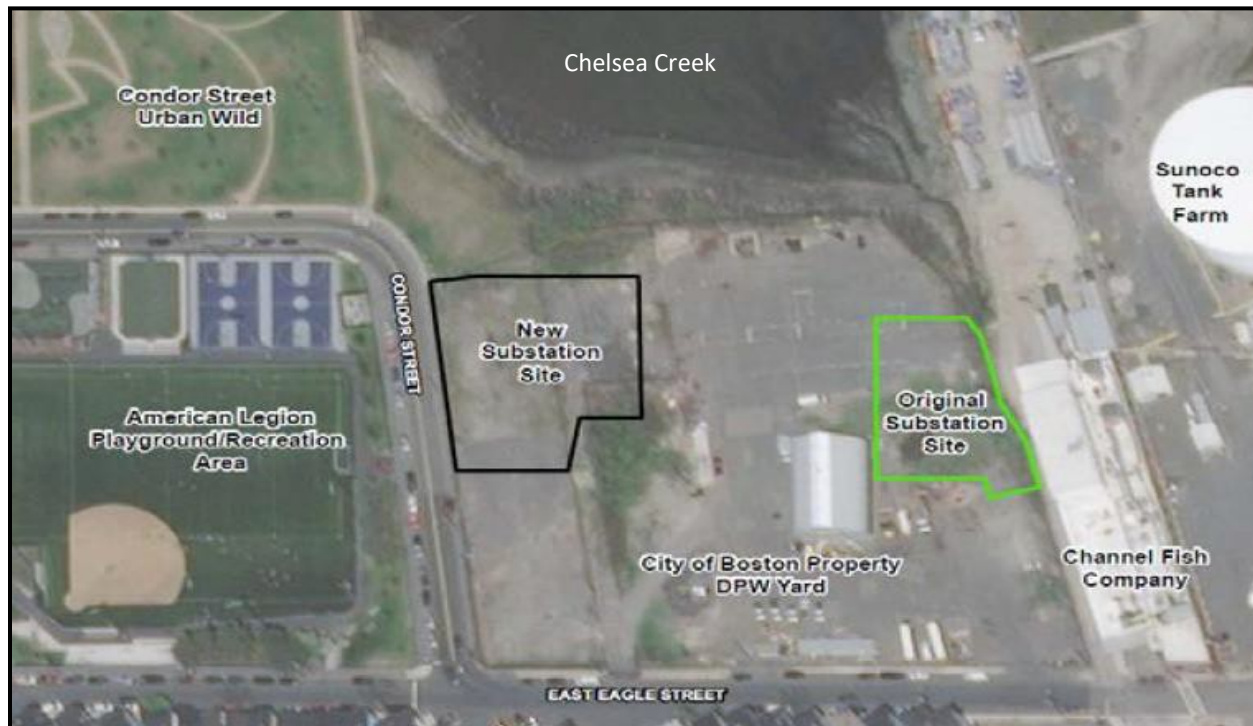 Chelsea Creek
Condor Street
Urban Wild
Sunoco
Tank
Farm
CONDOR STREET
New
Substation
Site
American Legion
Playground/Recreation
Area
Original
Substation
Site
City of Boston Property
DPW Yard
Channel Fish
Company
EAST EAGLE STREET